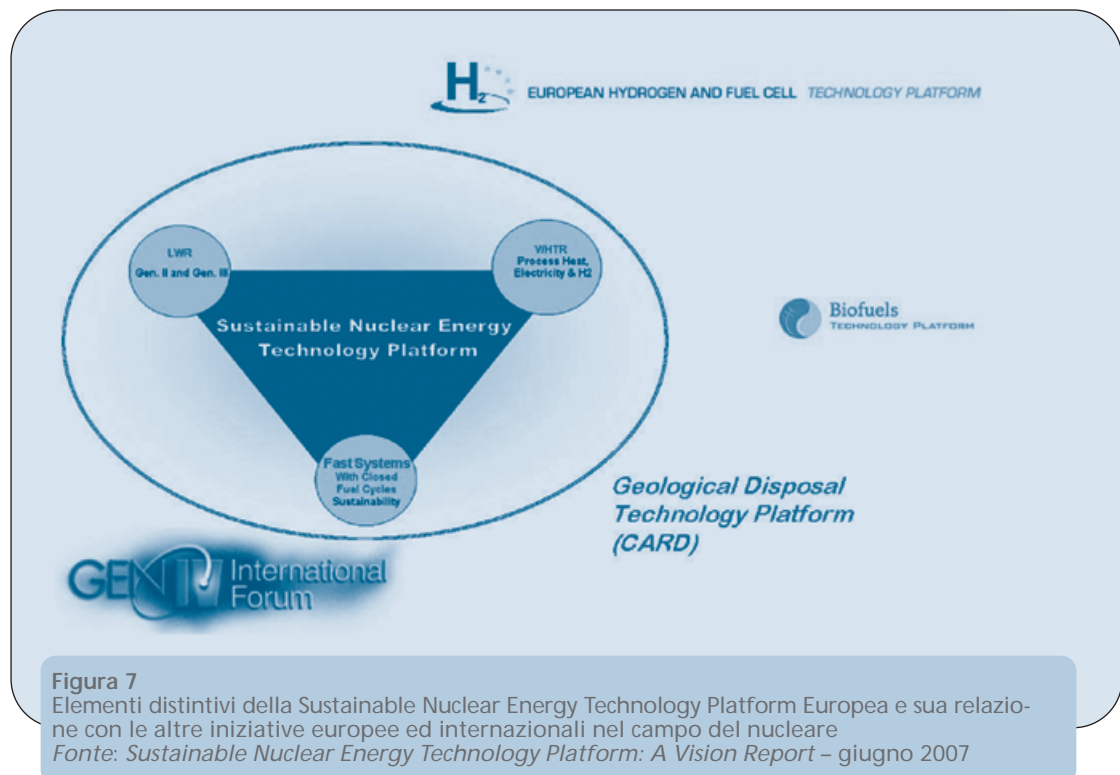 H2 EUROPEAN HYDROGEN AND FUEL CELL TECHNOLOGY PLATFORM
LWR
Gen. II and Gen. III
VHTR
Process Heat,
Electricity & H2
Sustainable Nuclear Energy
Technology Platform
Biofuels
TECHNOLOGY PLATFORM
Fast Systems
With Closed
Fuel Cycles
Sustainability
Geological Disposal
Technology Platform
(CARD)
GEN IV International
Forum
Figura 7
Elementi distintivi della Sustainable Nuclear Energy Technology Platform Europea e sua relazio-
ne con le altre iniziative europee ed internazionali nel campo del nucleare
Fonte: Sustainable Nuclear Energy Technology Platform: A Vision Report – giugno 2007